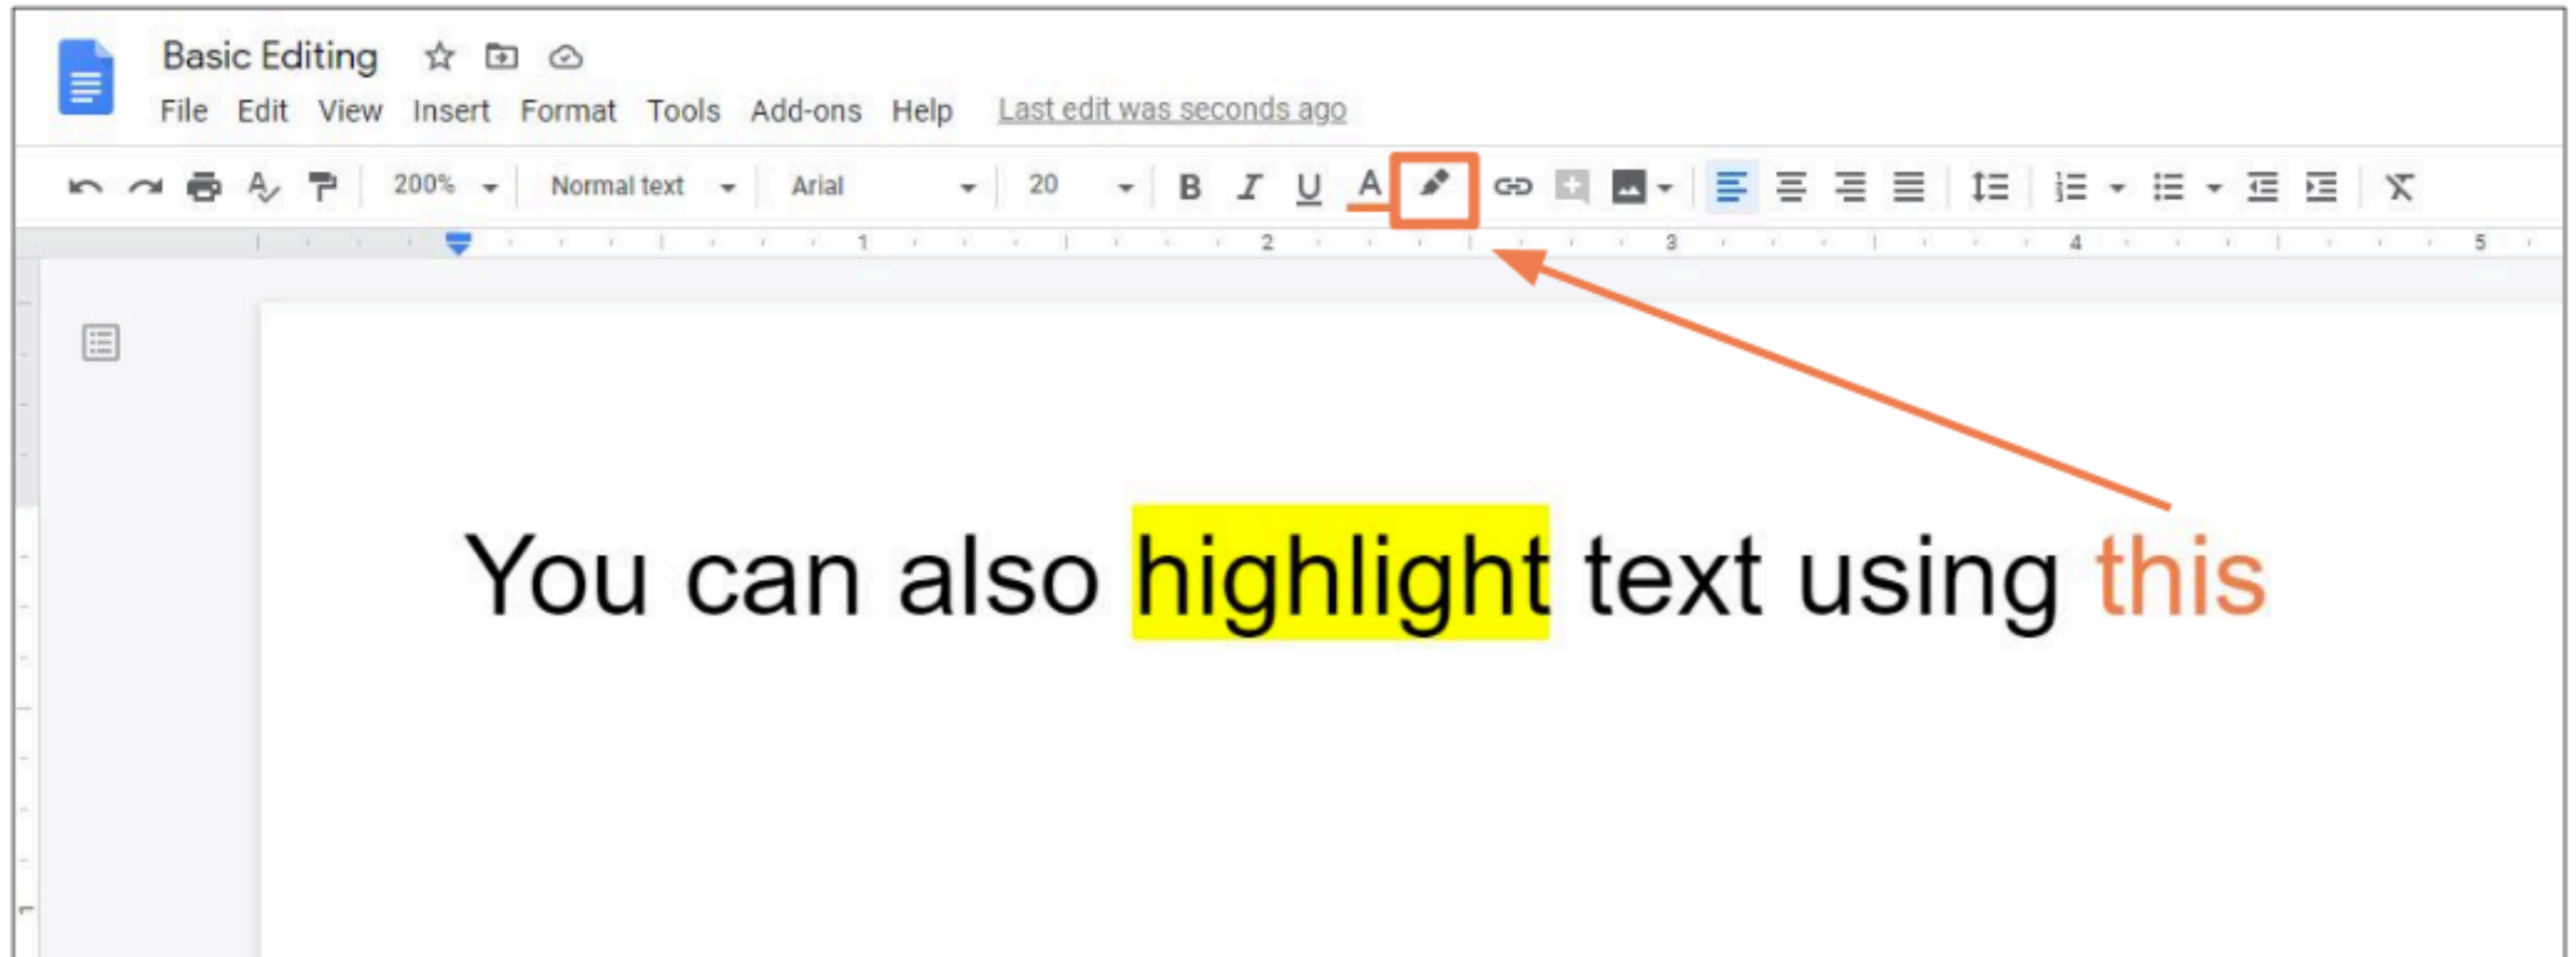 Basic Editing
File Edit View Insert Format Tools Add-ons Help Last edit was seconds ago
200% Normal text Arial 20 B I U A
1 2 3 4 5
You can also highlight text using this
1